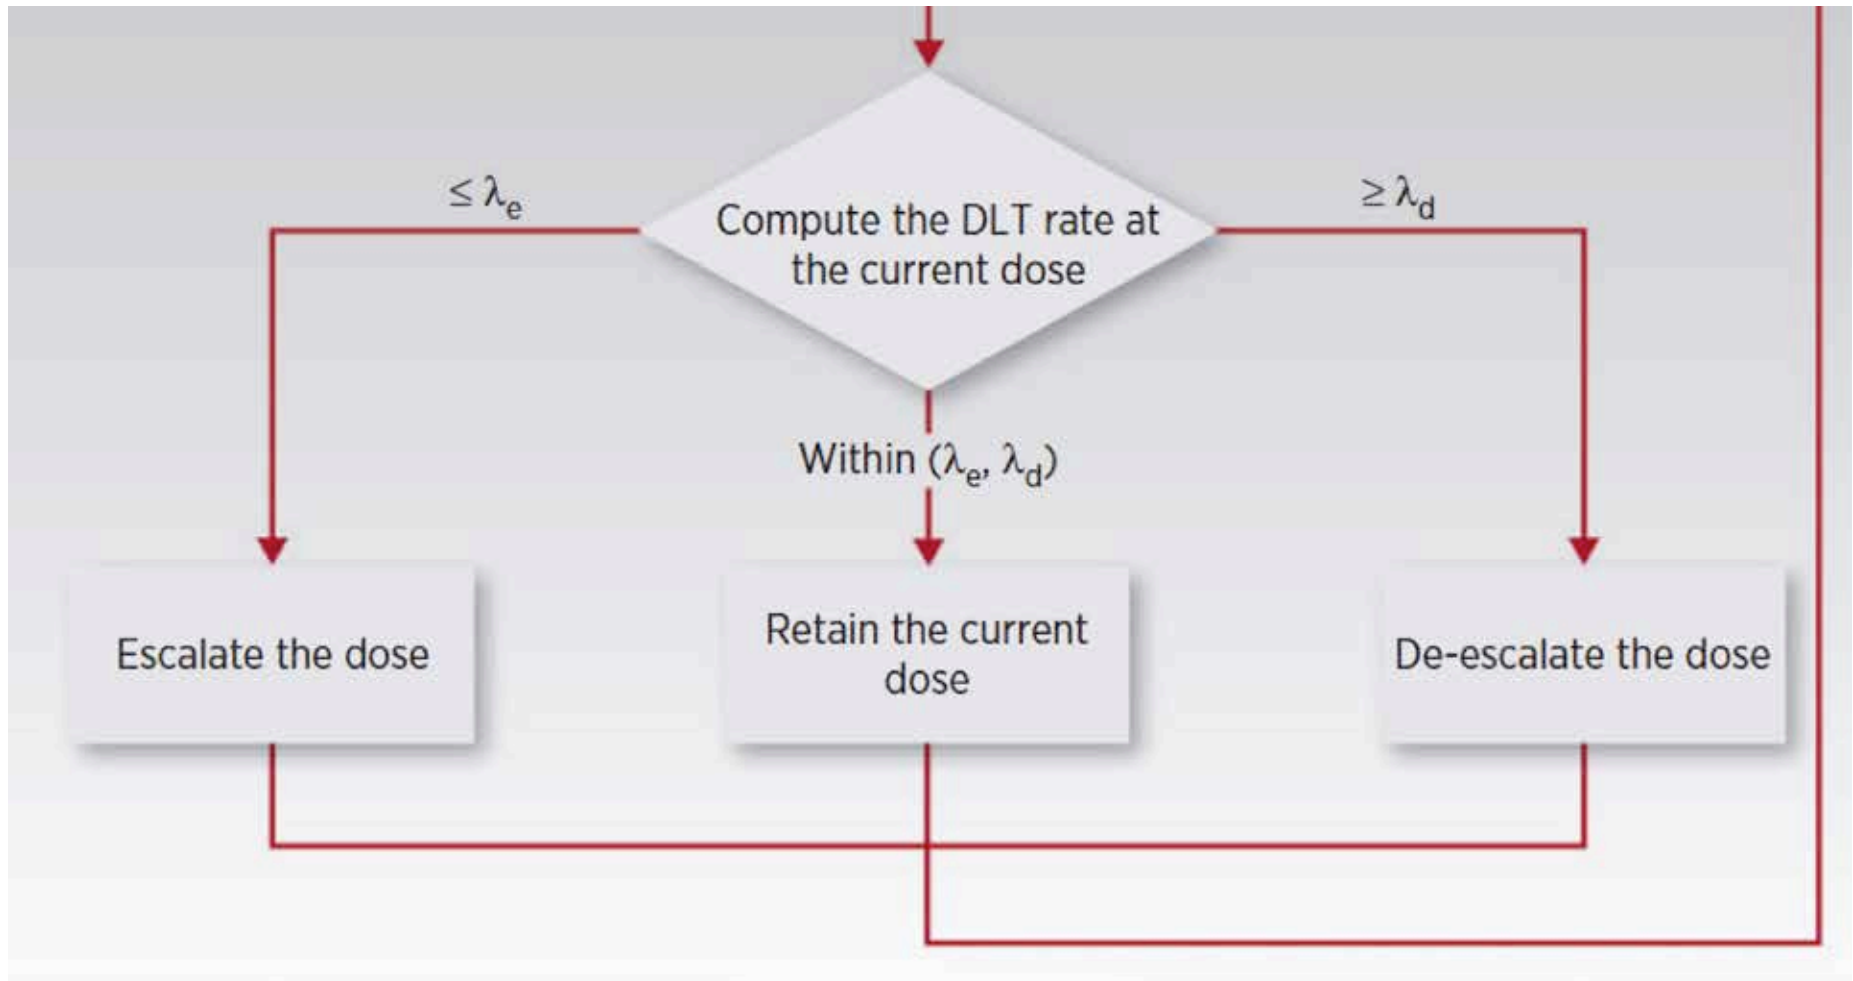 ≤ λe
≥ λd
Compute the DLT rate at
the current dose
Within (λe, λd)
Escalate the dose
Retain the current
dose
De-escalate the dose